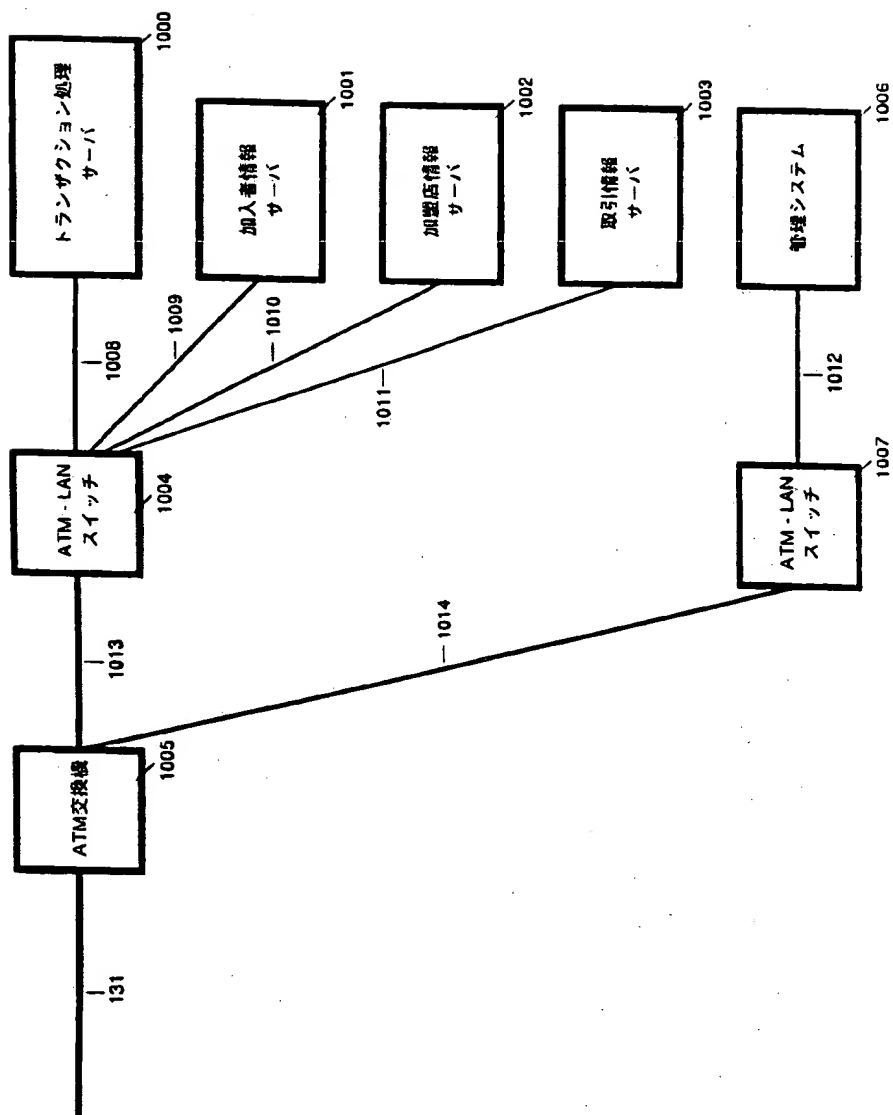 トランザクション処理
サーバ
1000
加入者情報
サーバ
1001
加盟店情報
サーバ
1002
取引情報
サーバ
1003
管理システム
1006
1008
1009
1010
1011
1012
ATM - LAN
スイッチ
1004
ATM - LAN
スイッチ
1007
1013
1014
ATM交換機
1005
131